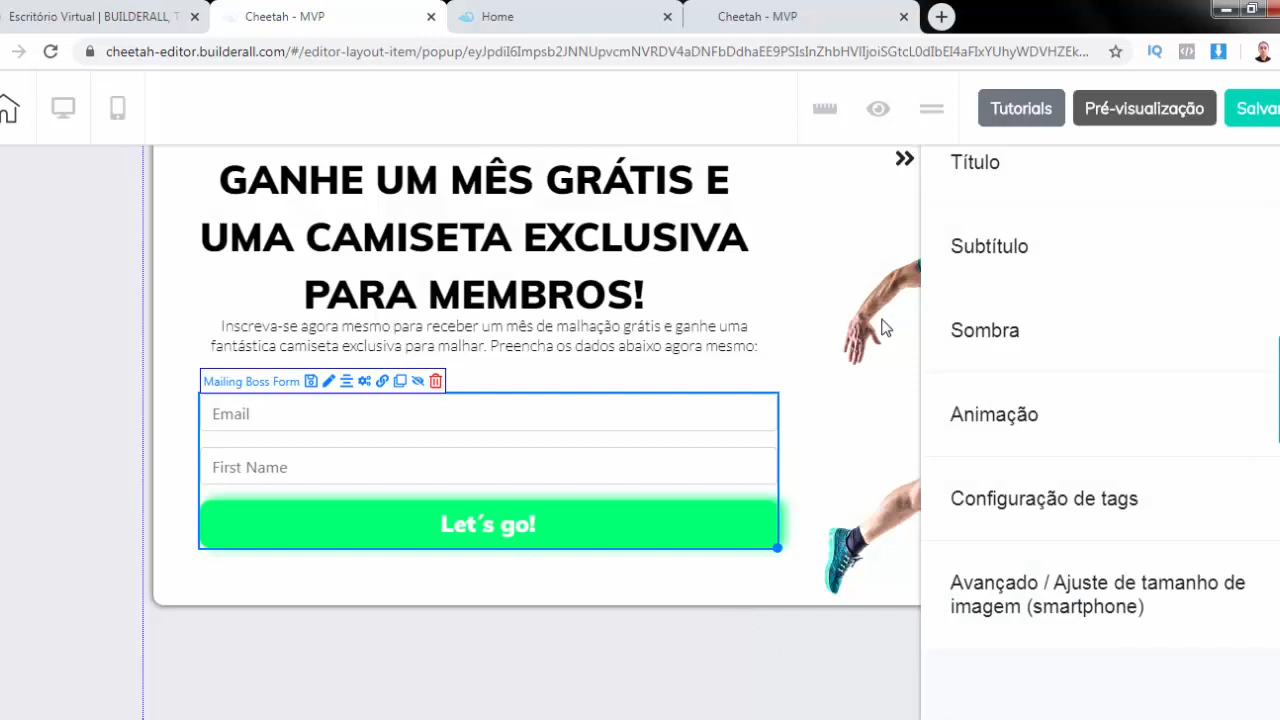 Escritório Virtual | BUILDERALL, T
Cheetah - MVP
Home
Cheetah - MVP
cheetah-editor.builderall.com/#/editor-layout-item/popup/
IQ
Tutorials
Pré-visualização
Salva
GANHE UM MÊS GRÁTIS E
UMA CAMISETA EXCLUSIVA
PARA MEMBROS!
Inscreva-se agora mesmo para receber um mês de malhação grátis e ganhe uma
fantástica camiseta exclusiva para malhar. Preencha os dados abaixo agora mesmo:
Mailing Boss Form
Email
First Name
Let´s go!
Título
Subtítulo
Sombra
Animação
Configuração de tags
Avançado / Ajuste de tamanho de
imagem (smartphone)